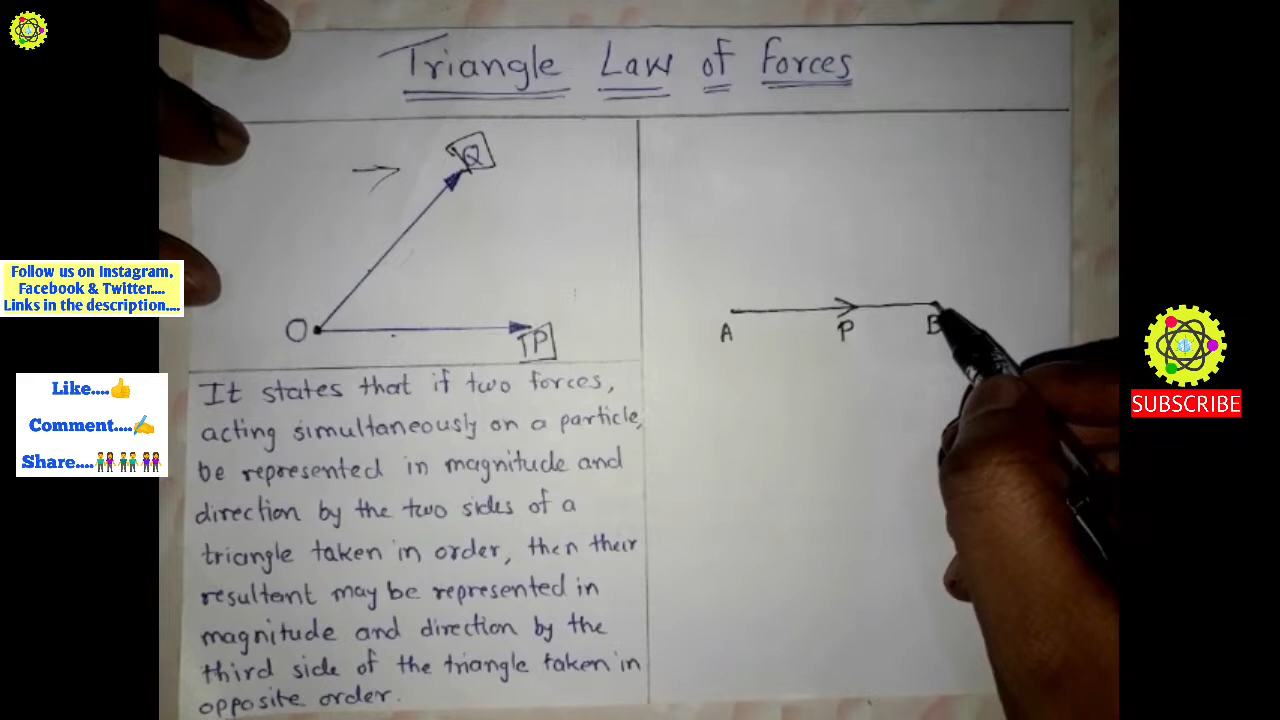 Triangle Law of forces
Q
O
P
A
P
B
It states that if two forces,
acting simultaneously on a particle,
be represented in magnitude and
direction by the two sides of a
triangle taken in order, then their
resultant may be represented in
magnitude and direction by the
third side of the triangle taken in
opposite order.
Follow us on Instagram,
Facebook & Twitter....
Links in the description....
Like....👍
Comment....✍
Share....👫👬👭
SUBSCRIBE